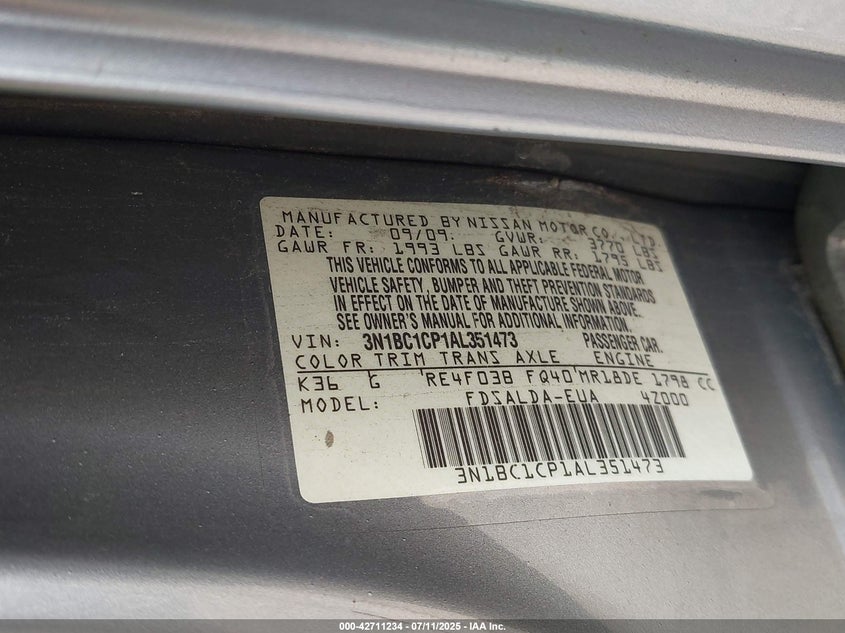 MANUFACTURED BY NISSAN MOTOR CO., LTD.
DATE: 09/09 GVWR: 3770 LBS
GAWR FR: 1993 LBS GAWR RR: 1795 LBS
THIS VEHICLE CONFORMS TO ALL APPLICABLE FEDERAL MOTOR
VEHICLE SAFETY, BUMPER AND THEFT PREVENTION STANDARDS
IN EFFECT ON THE DATE OF MANUFACTURE SHOWN ABOVE.
SEE OWNER'S MANUAL FOR ADDITIONAL INFORMATION.
VIN: 3N1BC1CP1AL351473 PASSENGER CAR.
COLOR TRIM TRANS AXLE ENGINE
K36 G RE4F03B FQ40 MR18DE 1798 CC
MODEL: FDSALDA-EUA 4Z000
3N1BC1CP1AL351473
000-42711234 - 07/11/2025 - IAA Inc.